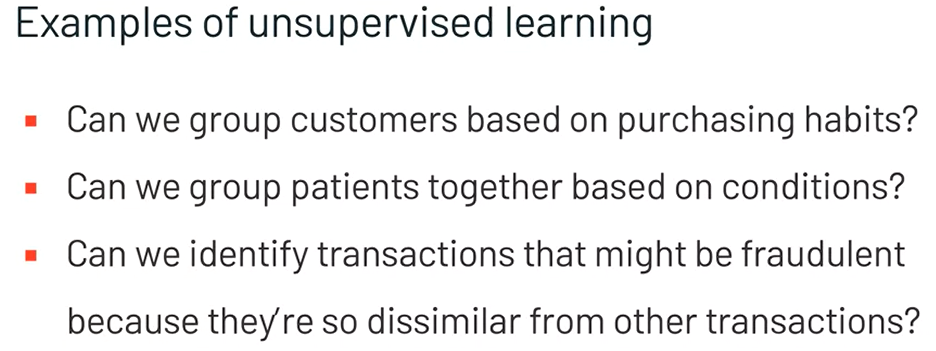 Examples of unsupervised learning
▪ Can we group customers based on purchasing habits?
▪ Can we group patients together based on conditions?
▪ Can we identify transactions that might be fraudulent
because they're so dissimilar from other transactions?